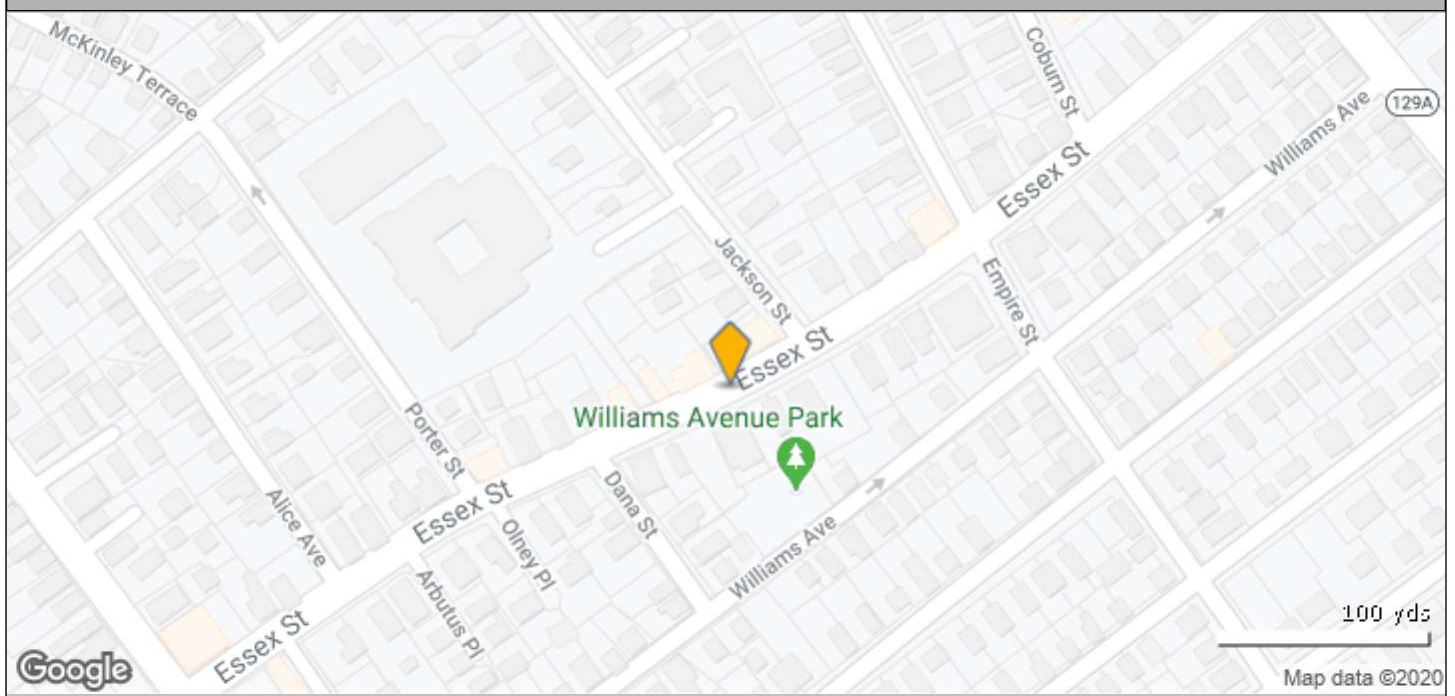 McKinley Terrace
Coburn St
129A
Williams Ave
Essex St
Jackson St
Empire St
Essex St
Williams Avenue Park
Porter St
Alice Ave
Essex St
Olney Pl
Dana St
Williams Ave
Arbutus Pl
Essex St
100 yds
Google
Map data ©2020